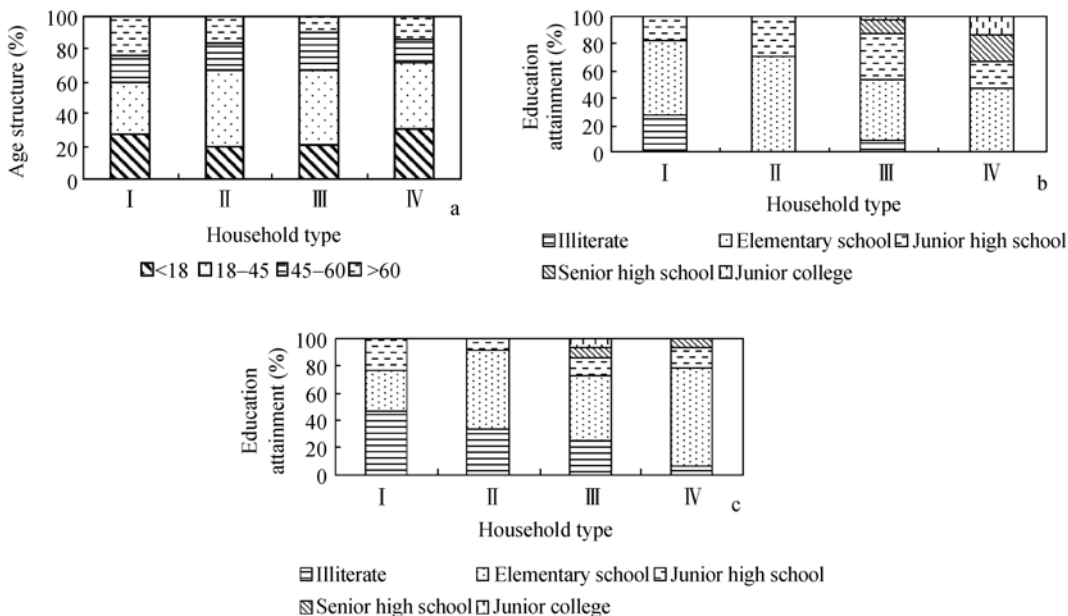 Age structure (%)
100
80
60
40
20
0
Ⅰ Ⅱ Ⅲ Ⅳ
a
Household type
<18 18–45 45–60 >60
Education
attainment (%)
100
80
60
40
20
0
Ⅰ Ⅱ Ⅲ Ⅳ
b
Household type
Illiterate Elementary school Junior high school
Senior high school Junior college
Education
attainment (%)
100
80
60
40
20
0
Ⅰ Ⅱ Ⅲ Ⅳ
c
Household type
Illiterate Elementary school Junior high school
Senior high school Junior college